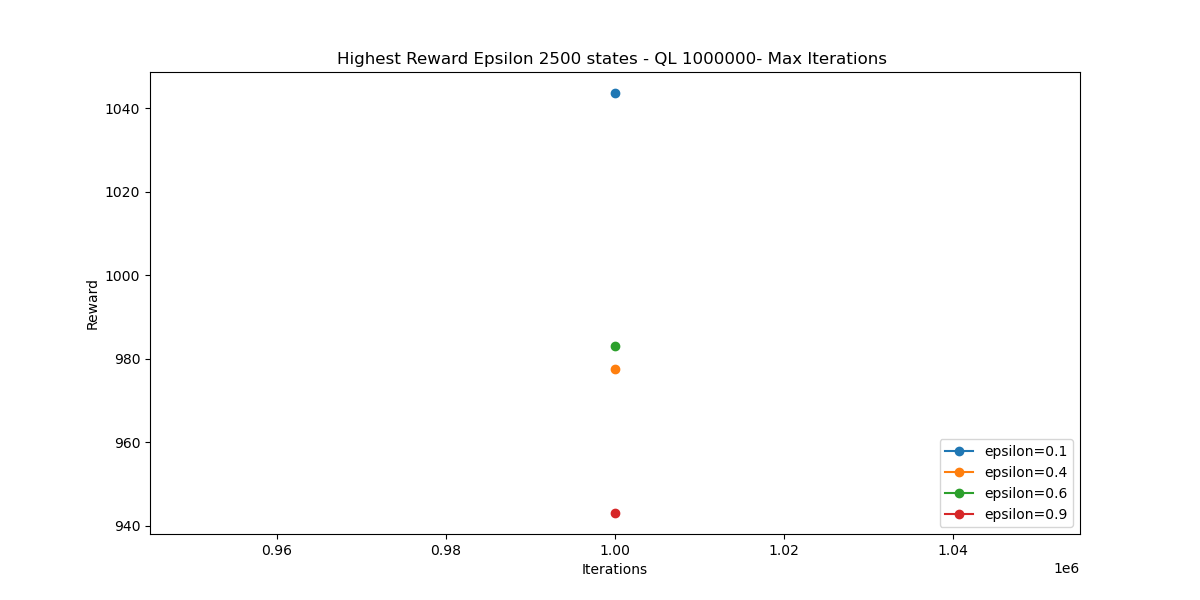 Highest Reward Epsilon 2500 states - QL 1000000- Max Iterations
1040
1020
1000
980
960
940
Reward
epsilon=0.1
epsilon=0.4
epsilon=0.6
epsilon=0.9
0.96 0.98 1.00 1.02 1.04
Iterations
1e6